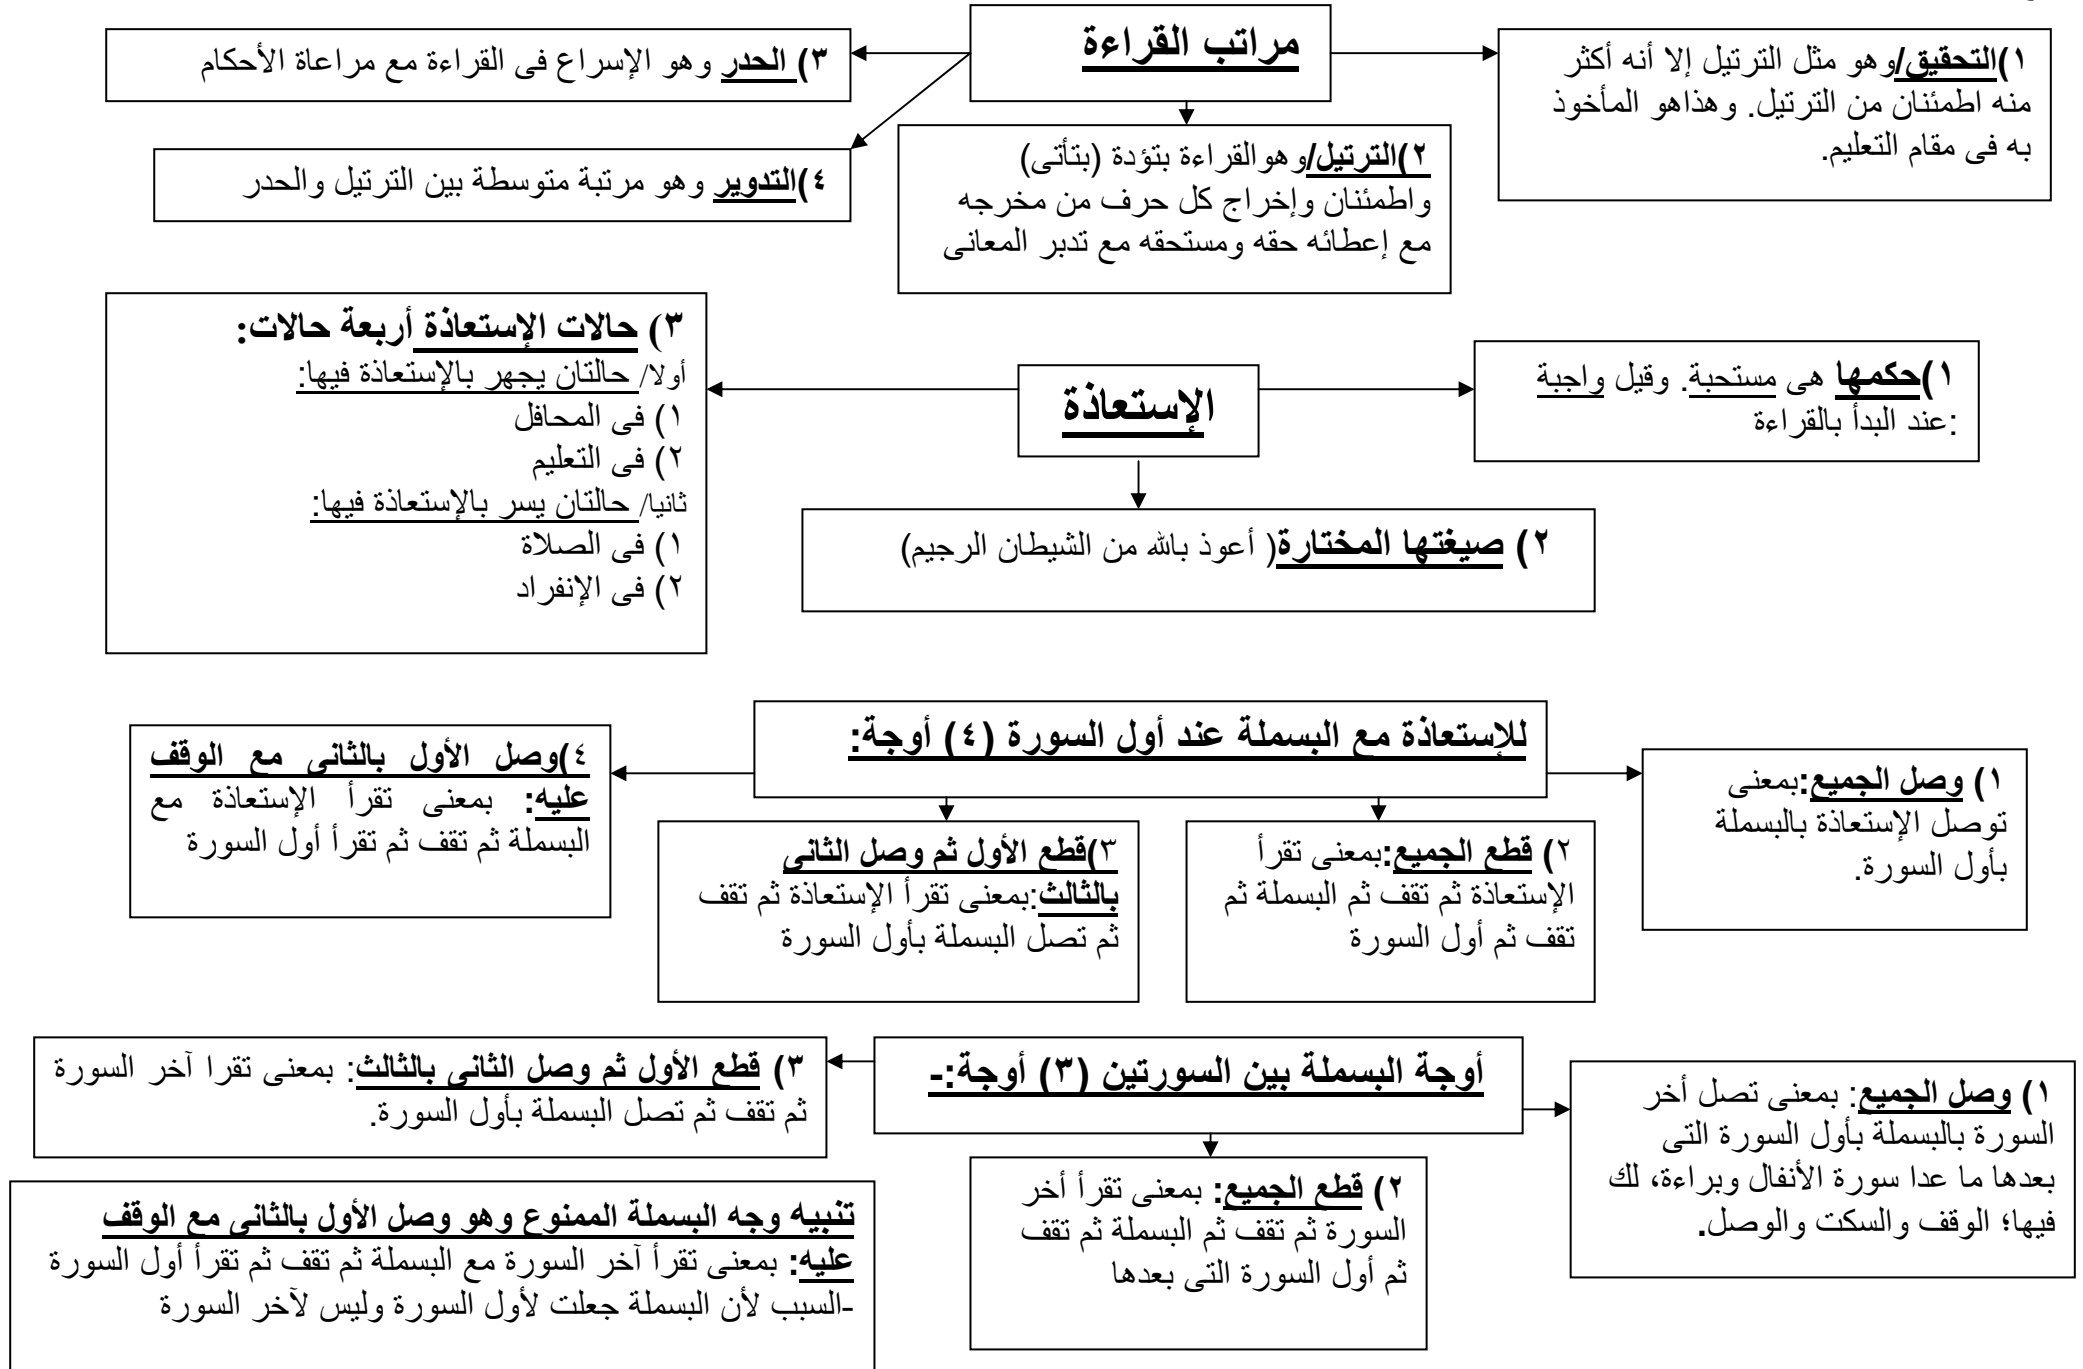 مراتب القراءة
١)التحقيق/وهو مثل الترتيل إلا أنه أكثر
منه اطمئنان من الترتيل. وهذاهو المأخوذ
به فى مقام التعليم.
٢)الترتيل/وهوالقراءة بتؤدة (بتأنى)
واطمئنان وإخراج كل حرف من مخرجه
مع إعطائه حقه ومستحقه مع تدبر المعانى
٣) الحدر وهو الإسراع فى القراءة مع مراعاة الأحكام
٤)التدوير وهو مرتبة متوسطة بين الترتيل والحدر
الإستعاذة
١)حكمها هى مستحبة. وقيل واجبة
عند البدأ بالقراءة:
٢) صيغتها المختارة( أعوذ بالله من الشيطان الرجيم)
٣) حالات الإستعاذة أربعة حالات:
أولا/ حالتان يجهر بالإستعاذة فيها:
١) فى المحافل
٢) فى التعليم
ثانيا/ حالتان يسر بالإستعاذة فيها:
١) فى الصلاة
٢) فى الإنفراد
للإستعاذة مع البسملة عند أول السورة (٤) أوجة:
١) وصل الجميع:بمعنى
توصل الإستعاذة بالبسملة
بأول السورة.
٢) قطع الجميع:بمعنى تقرأ
الإستعاذة ثم تقف ثم البسملة ثم
تقف ثم أول السورة
٣)قطع الأول ثم وصل الثانى
بالثالث:بمعنى تقرأ الإستعاذة ثم تقف
ثم تصل البسملة بأول السورة
٤)وصل الأول بالثانى مع الوقف
عليه: بمعنى تقرأ الإستعاذة مع
البسملة ثم تقف ثم تقرأ أول السورة
أوجة البسملة بين السورتين (٣) أوجة:-
١) وصل الجميع: بمعنى تصل أخر
السورة بالبسملة بأول السورة التى
بعدها ما عدا سورة الأنفال وبراءة، لك
فيها؛ الوقف والسكت والوصل.
٢) قطع الجميع: بمعنى تقرأ أخر
السورة ثم تقف ثم البسملة ثم تقف
ثم أول السورة التى بعدها
٣) قطع الأول ثم وصل الثانى بالثالث: بمعنى تقرا آخر السورة
ثم تقف ثم تصل البسملة بأول السورة.
تنبيه وجه البسملة الممنوع وهو وصل الأول بالثانى مع الوقف
عليه: بمعنى تقرأ آخر السورة مع البسملة ثم تقف ثم تقرأ أول السورة
-السبب لأن البسملة جعلت لأول السورة وليس لآخر السورة